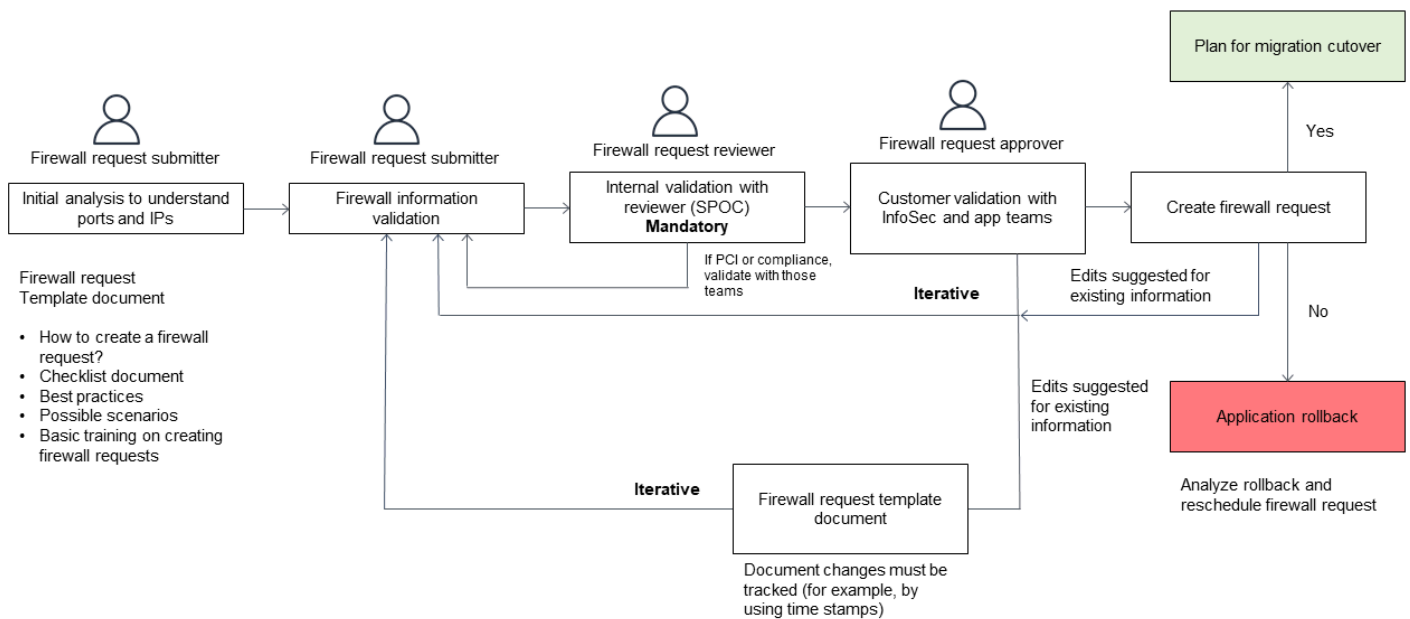 Plan for migration cutover
Yes
Firewall request submitter
Initial analysis to understand
ports and IPs
Firewall request
Template document
• How to create a firewall
request?
• Checklist document
• Best practices
• Possible scenarios
• Basic training on creating
firewall requests
Firewall request submitter
Firewall information
validation
Firewall request reviewer
Internal validation with
reviewer (SPOC)
Mandatory
If PCI or compliance,
validate with those
teams
Firewall request approver
Customer validation with
InfoSec and app teams
Create firewall request
Iterative
Edits suggested for
existing information
No
Edits suggested
for existing
information
Application rollback
Analyze rollback and
reschedule firewall request
Iterative
Firewall request template
document
Document changes must be
tracked (for example, by
using time stamps)